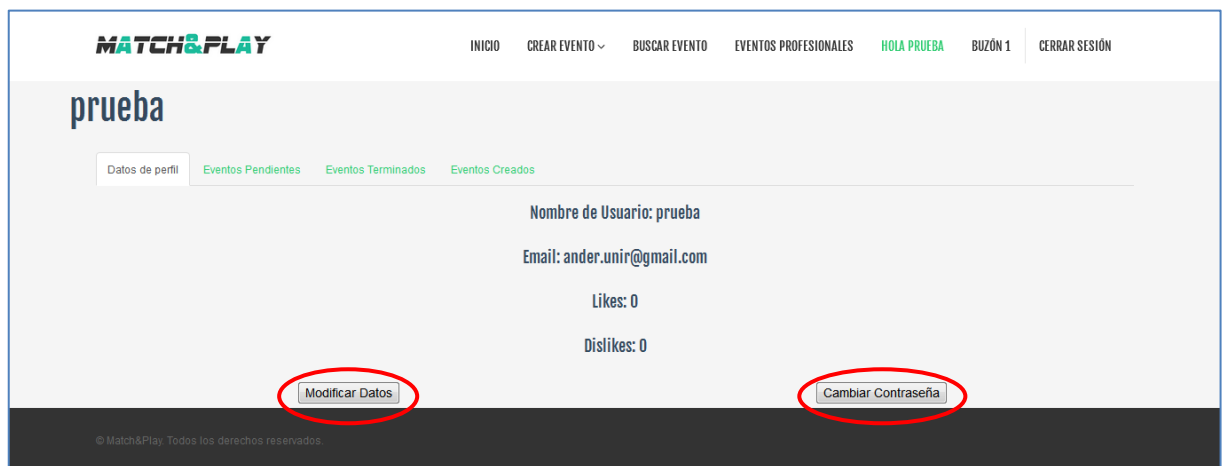 MATCH&PLAY INICIO CREAR EVENTO BUSCAR EVENTO EVENTOS PROFESIONALES HOLA PRUEBA BUZÓN 1 CERRAR SESIÓN
prueba
Datos de perfil Eventos Pendientes Eventos Terminados Eventos Creados
Nombre de Usuario: prueba
Email: ander.unir@gmail.com
Likes: 0
Dislikes: 0
Modificar Datos Cambiar Contraseña
© Match&Play. Todos los derechos reservados.